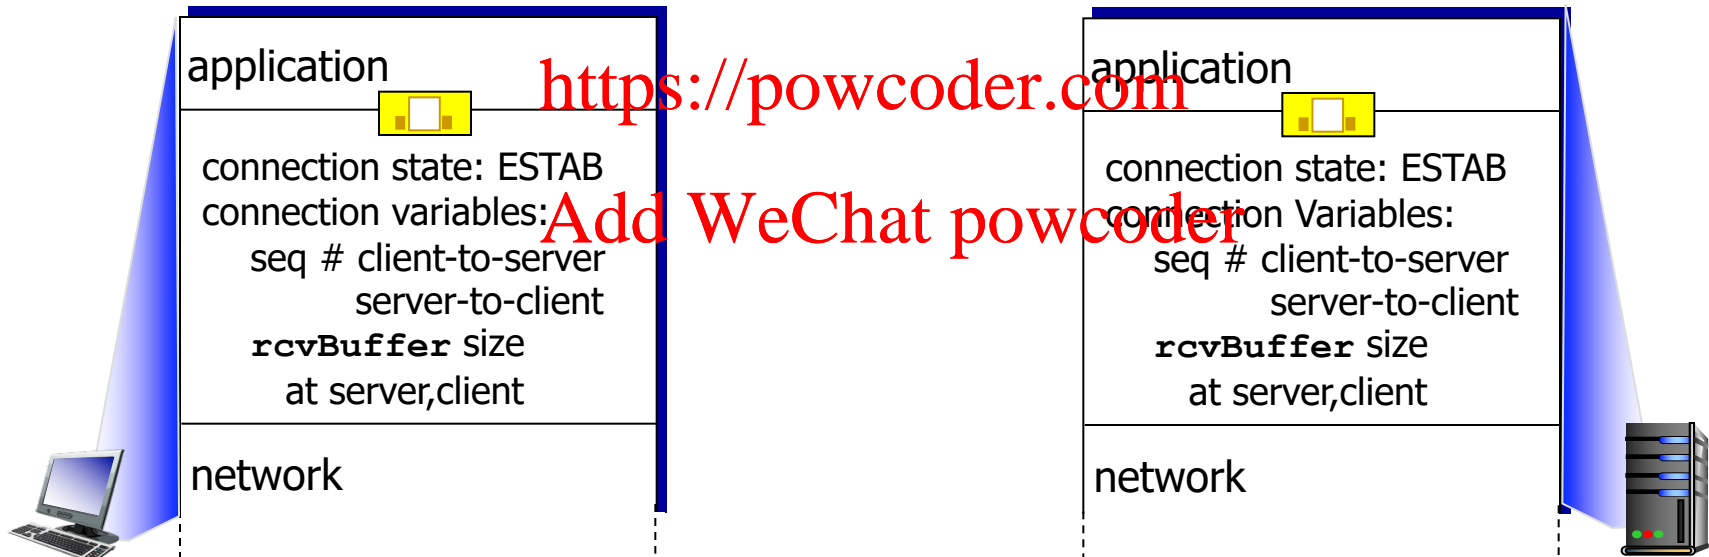 application
connection state: ESTAB
connection variables:
seq # client-to-server
server-to-client
rcvBuffer size
at server,client
network
https://powcoder.com
Add WeChat powcoder
application
connection state: ESTAB
connection Variables:
seq # client-to-server
server-to-client
rcvBuffer size
at server,client
network